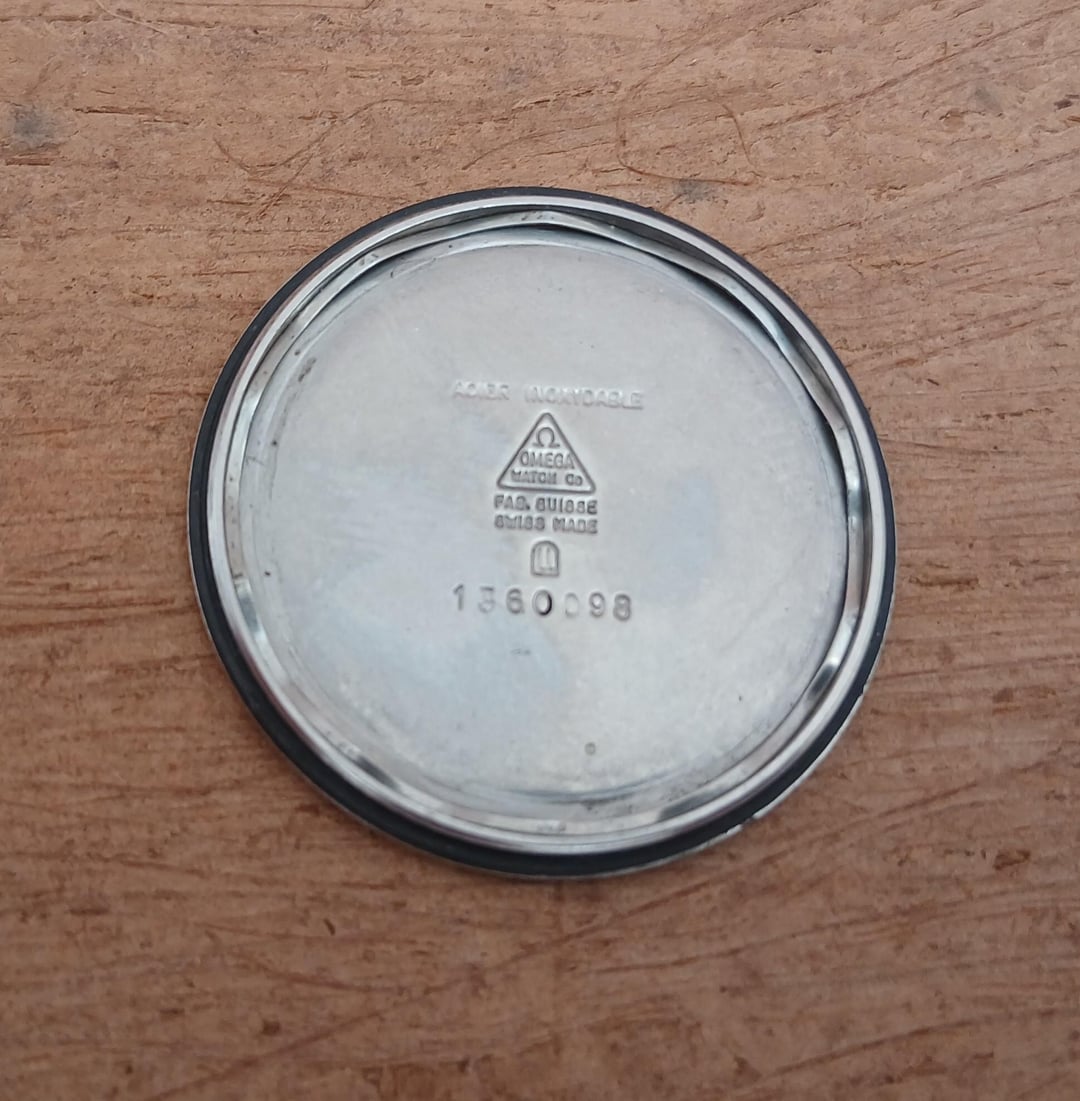 ACIER INOXYDABLE
Ω
OMEGA
WATCH Co
FAB. SUISSE
SWISS MADE
1360098